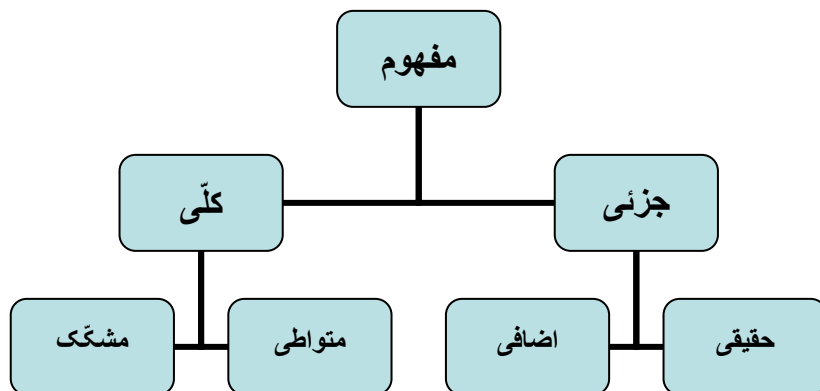 مفهوم
جزئی
کلّی
حقیقی
اضافی
متواطی
مشکّک